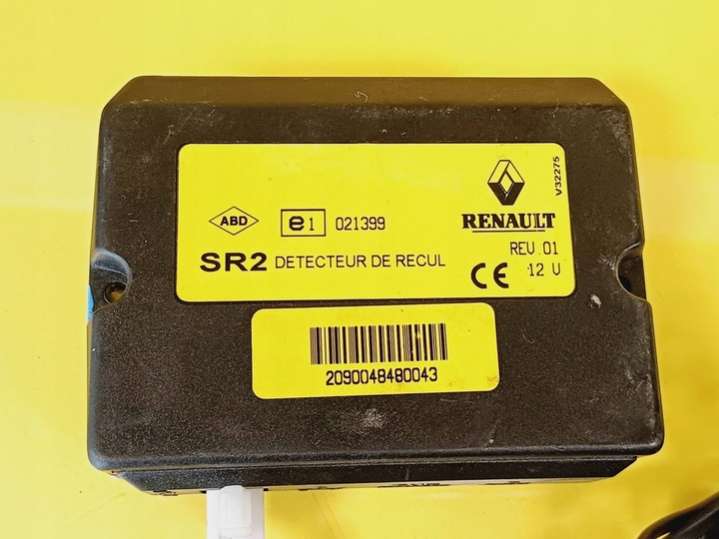 ABD
e1 021399
RENAULT
V32275
REV.01
SR2 DETECTEUR DE RECUL
CE 12 V
2090048480043